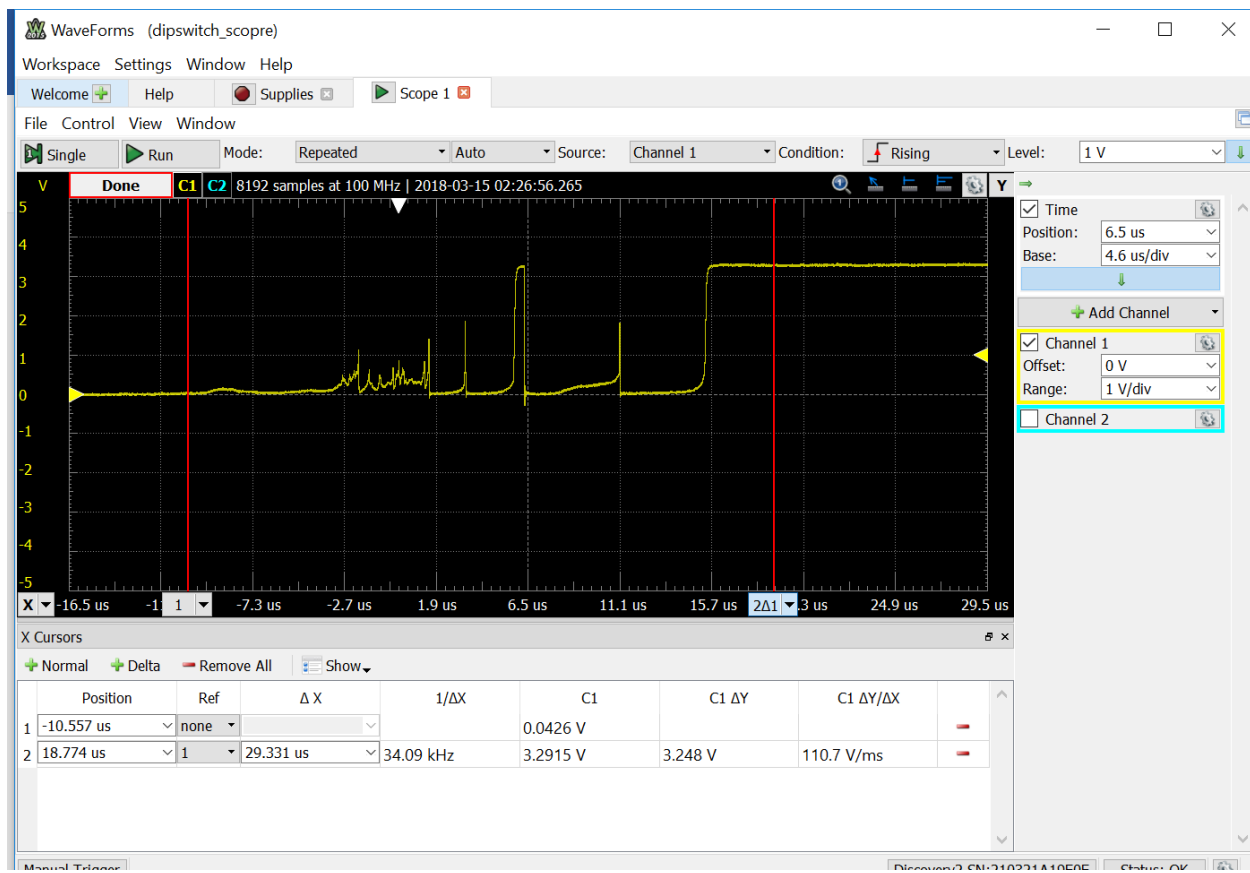 WaveForms (dipswitch_scopre)
Workspace Settings Window Help
Welcome Help Supplies Scope 1
File Control View Window
Single Run Mode: Repeated Auto Source: Channel 1 Condition: Rising Level: 1 V
V Done C1 C2 8192 samples at 100 MHz | 2018-03-15 02:26:56.265 Y
5
4
3
2
1
0
-1
-2
-3
-4
-5
X -16.5 us 1 -7.3 us -2.7 us 1.9 us 6.5 us 11.1 us 15.7 us 2Δ1 .3 us 24.9 us 29.5 us
Time
Position: 6.5 us
Base: 4.6 us/div
Add Channel
Channel 1
Offset: 0 V
Range: 1 V/div
Channel 2
X Cursors
Normal Delta Remove All Show
Position Ref Δ X 1/ΔX C1 C1 ΔY C1 ΔY/ΔX
1 -10.557 us none 0.0426 V
2 18.774 us 1 29.331 us 34.09 kHz 3.2915 V 3.248 V 110.7 V/ms
Manual Trigger Discovery2 SN:210321A19E0E Status: OK